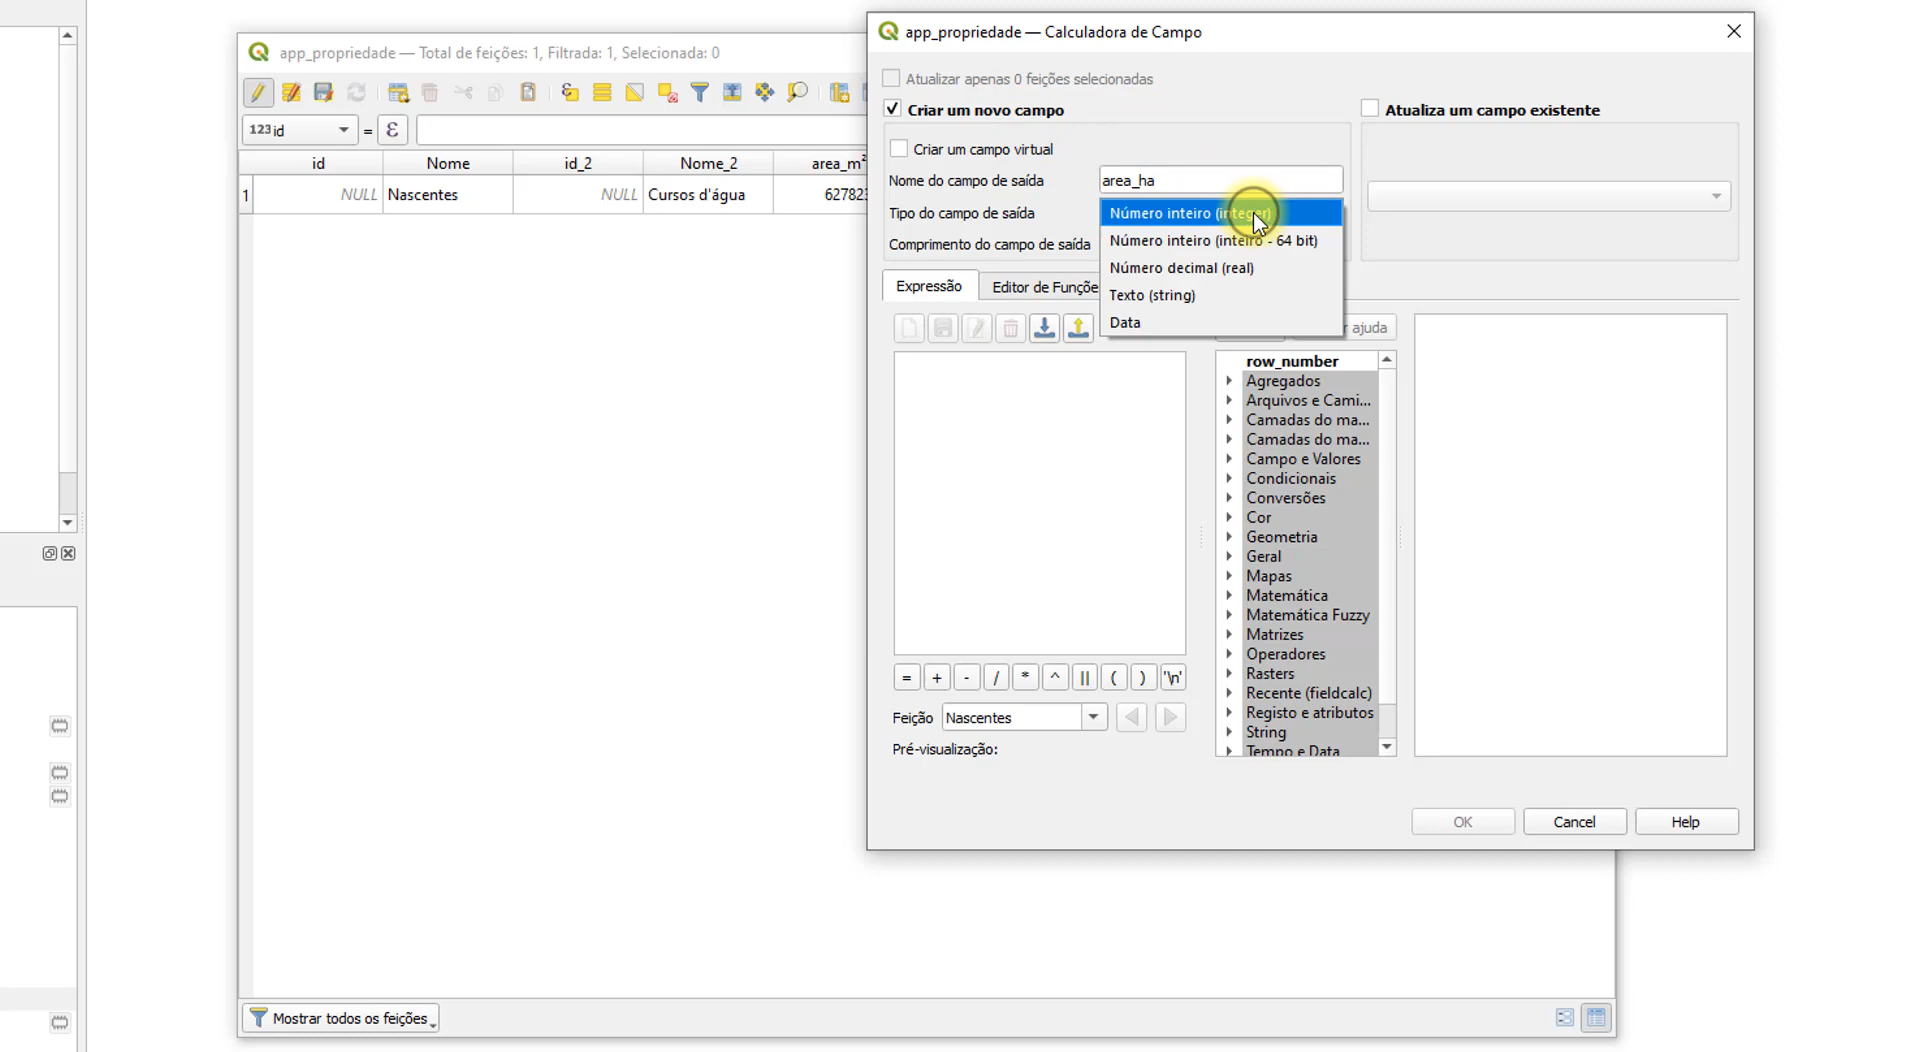 app_propriedade — Total de feições: 1, Filtrada: 1, Selecionada: 0
123 id
=
ε
id Nome id_2 Nome_2 area_m²
1 NULL Nascentes NULL Cursos d'água 62782
Mostrar todos os feições
app_propriedade — Calculadora de Campo
Atualizar apenas 0 feições selecionadas
Criar um novo campo
Atualiza um campo existente
Criar um campo virtual
Nome do campo de saída area_ha
Tipo do campo de saída
Comprimento do campo de saída
Número inteiro (integer)
Número inteiro (inteiro - 64 bit)
Número decimal (real)
Texto (string)
Data
Expressão Editor de Funçõe
ajuda
row_number
Agregados
Arquivos e Cami...
Camadas do ma...
Camadas do ma...
Campo e Valores
Condicionais
Conversões
Cor
Geometria
Geral
Mapas
Matemática
Matemática Fuzzy
Matrizes
Operadores
Rasters
Recente (fieldcalc)
Registo e atributos
String
Tempo e Data
= + - / * ^ || ( ) '\n'
Feição Nascentes
Pré-visualização:
OK Cancel Help